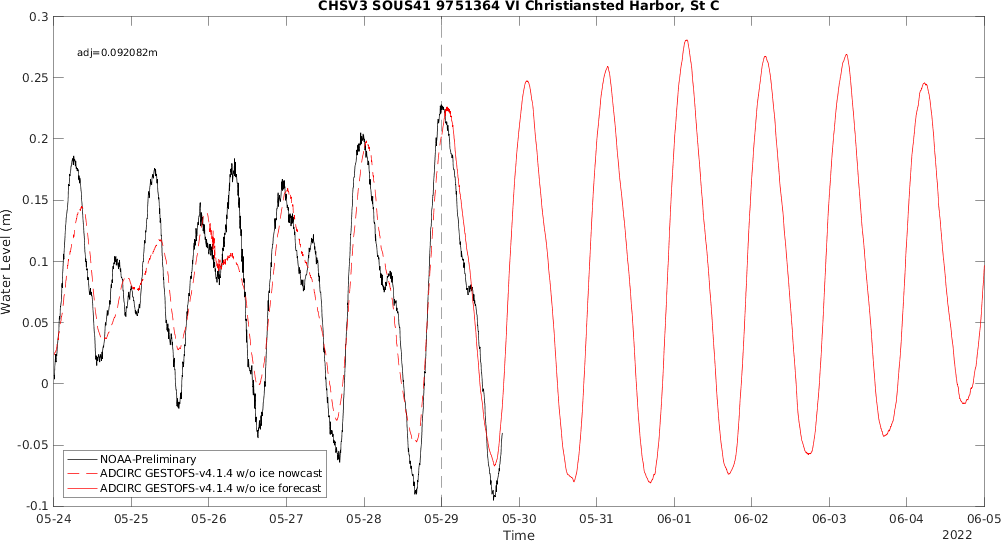 CHSV3 SOUS41 9751364 VI Christiansted Harbor, St C
adj=0.092082m
Water Level (m)
0.3
0.25
0.2
0.15
0.1
0.05
0
-0.05
-0.1
NOAA-Preliminary
ADCIRC GESTOFS-v4.1.4 w/o ice nowcast
ADCIRC GESTOFS-v4.1.4 w/o ice forecast
05-24 05-25 05-26 05-27 05-28 05-29 05-30 05-31 06-01 06-02 06-03 06-04 06-05
Time
2022